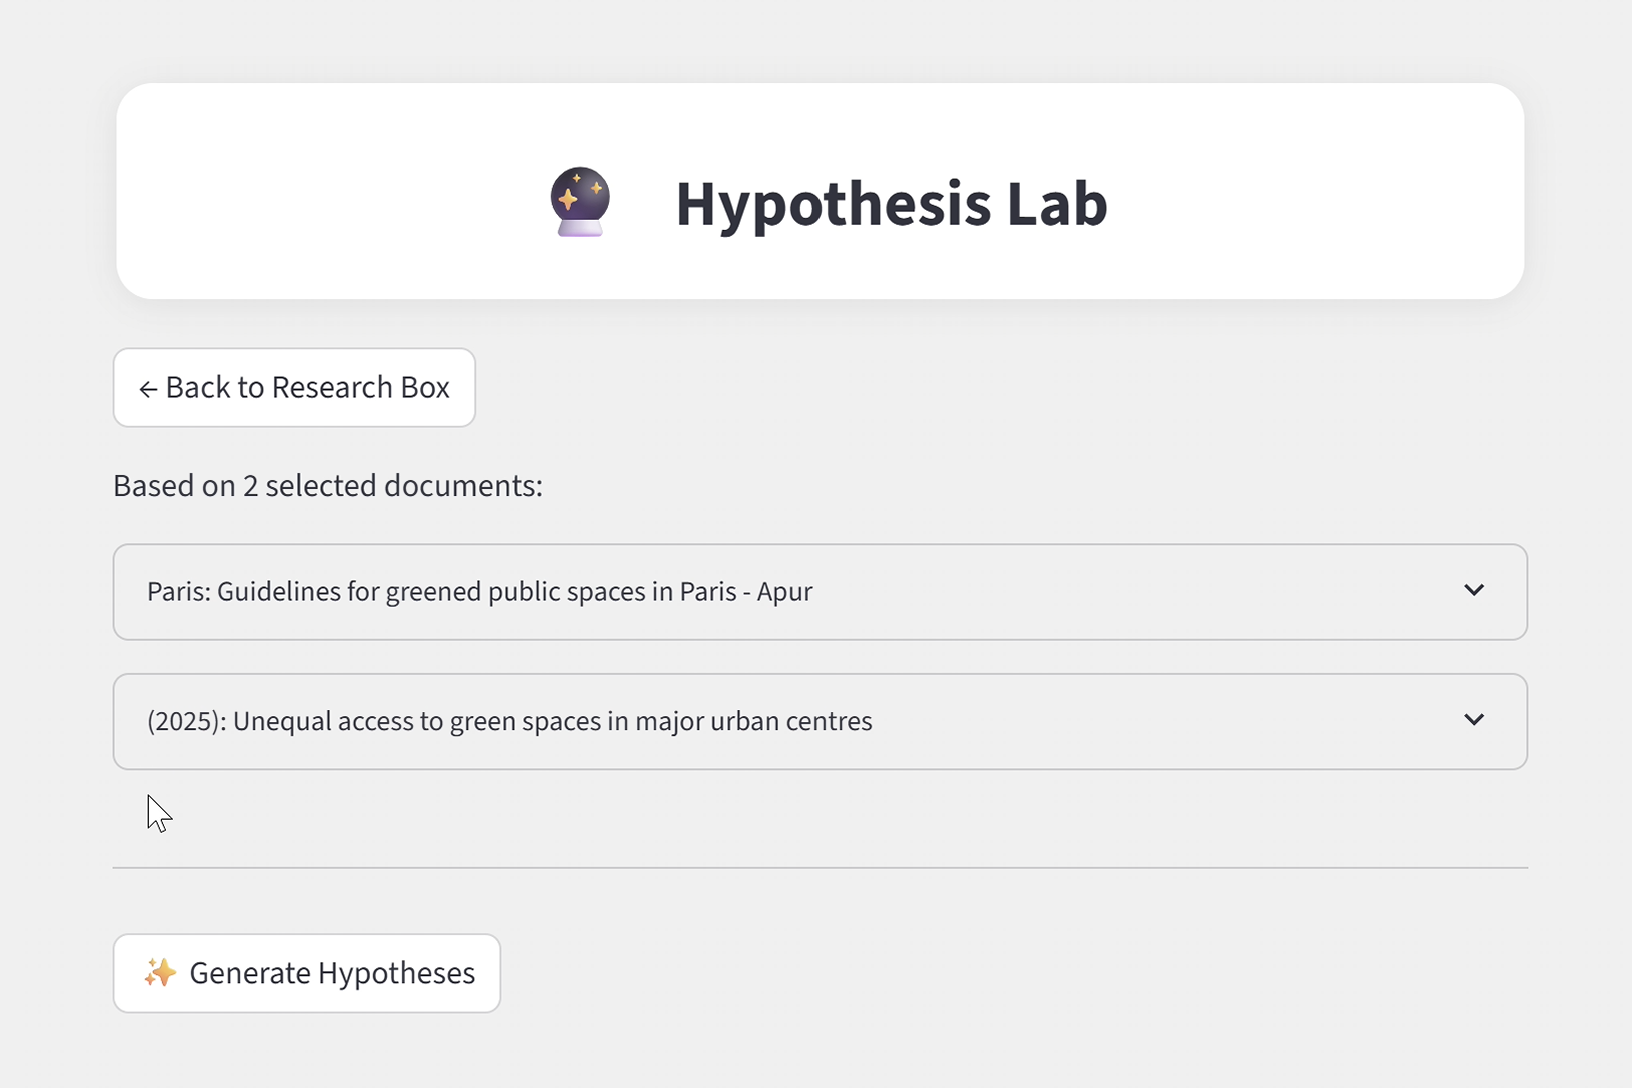 Hypothesis Lab
← Back to Research Box
Based on 2 selected documents:
Paris: Guidelines for greened public spaces in Paris - Apur
(2025): Unequal access to green spaces in major urban centres
✨ Generate Hypotheses